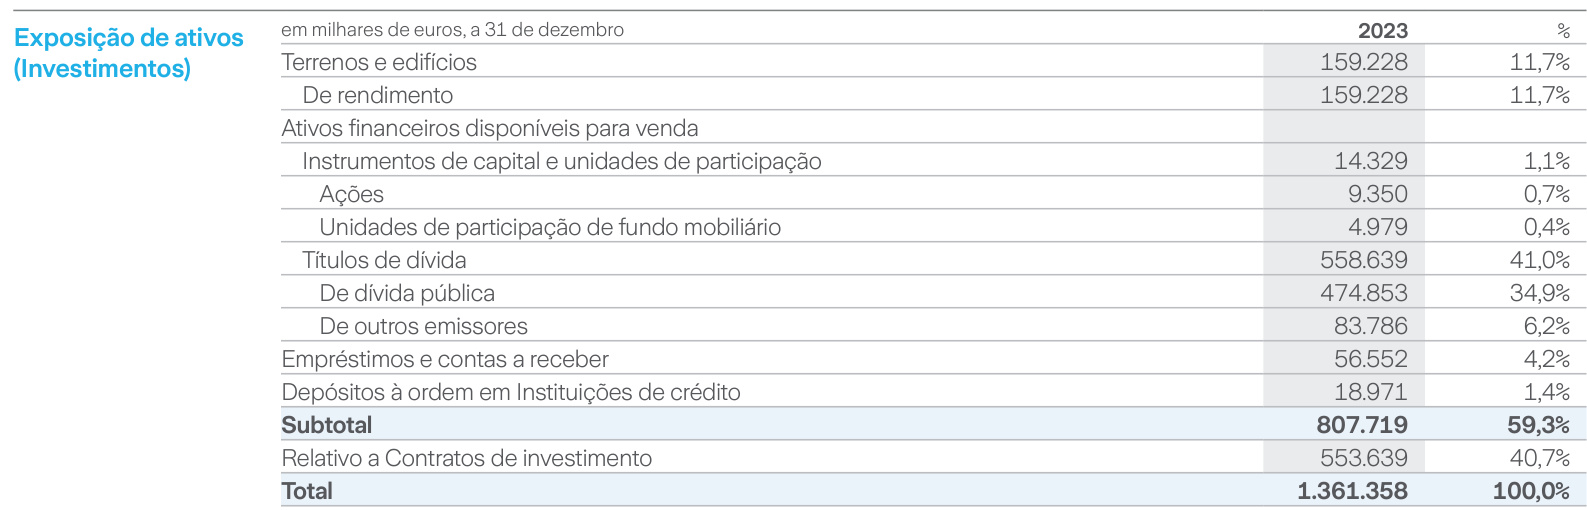 Exposição de ativos
(Investimentos)
em milhares de euros, a 31 de dezembro 2023 %
Terrenos e edifícios 159.228 11,7%
De rendimento 159.228 11,7%
Ativos financeiros disponíveis para venda
Instrumentos de capital e unidades de participação 14.329 1,1%
Ações 9.350 0,7%
Unidades de participação de fundo mobiliário 4.979 0,4%
Títulos de dívida 558.639 41,0%
De dívida pública 474.853 34,9%
De outros emissores 83.786 6,2%
Empréstimos e contas a receber 56.552 4,2%
Depósitos à ordem em Instituições de crédito 18.971 1,4%
Subtotal 807.719 59,3%
Relativo a Contratos de investimento 553.639 40,7%
Total 1.361.358 100,0%